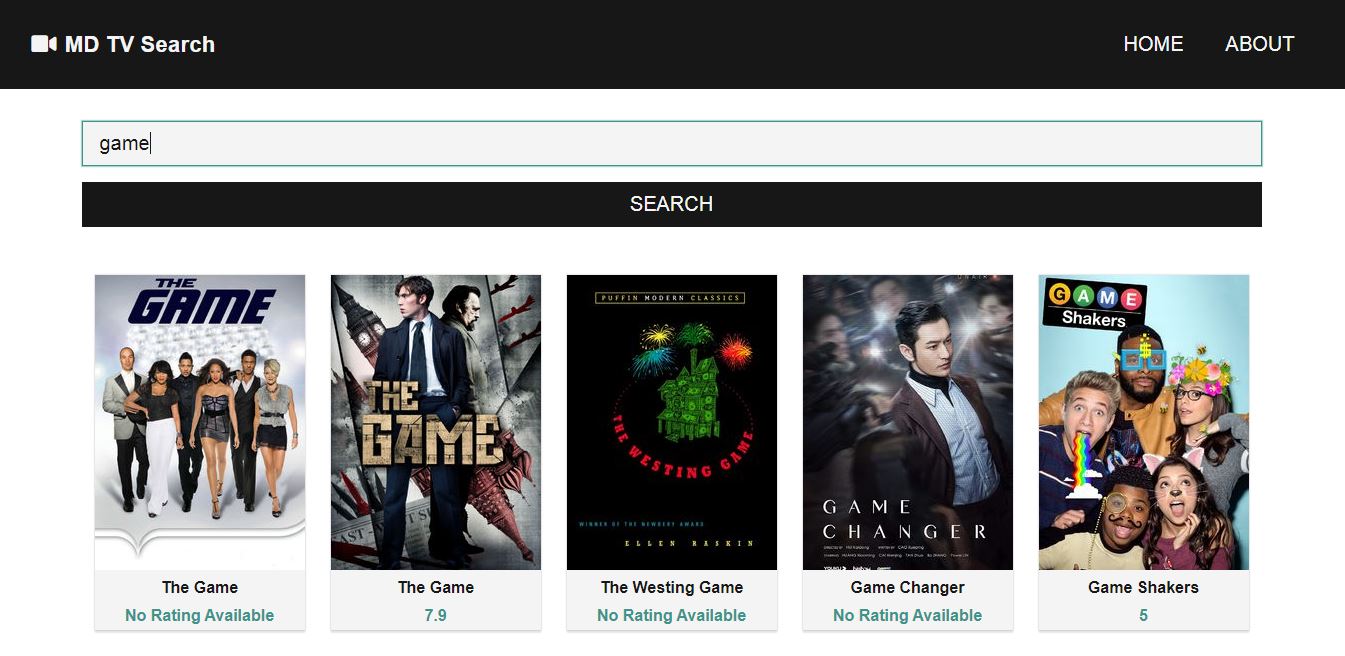 MD TV Search
HOME
ABOUT
game
SEARCH
THE
GAME
THE
GAME
LAST
PUFFIN MODERN CLASSICS
THE WESTING GAME
WINNER OF THE NEWBERY AWARD
ELLEN RASKIN
GAME
CHANGER
YOUKU
GAME
Shakers
The Game
No Rating Available
The Game
7.9
The Westing Game
No Rating Available
Game Changer
No Rating Available
Game Shakers
5